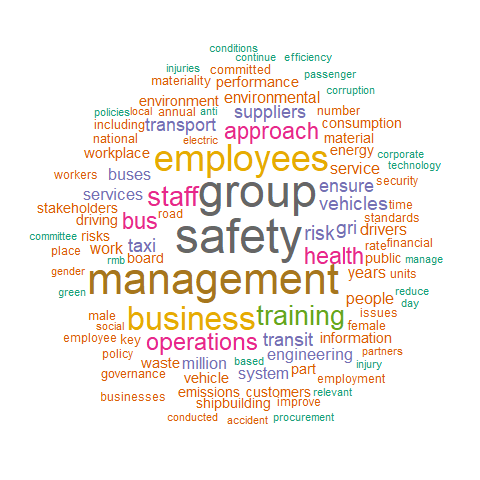 conditions
continue efficiency
injuries committed
materiality performance passenger
corruption
environment environmental
policies local annual anti suppliers number
including transport approach consumption
national electric material
workplace employees energy corporate
service technology
workers buses group ensure security
services staff vehicles time
stakeholders road standards
driving bus risk gri drivers
committee risks taxi safety rate financial
place work health public manage
rmb board
gender management years units
green people reduce
day
male business training issues
social female
employee key operations transit information
policy based engineering partners
waste million injury
governance system part
vehicle employment
businesses emissions customers relevant
shipbuilding improve
conducted accident procurement